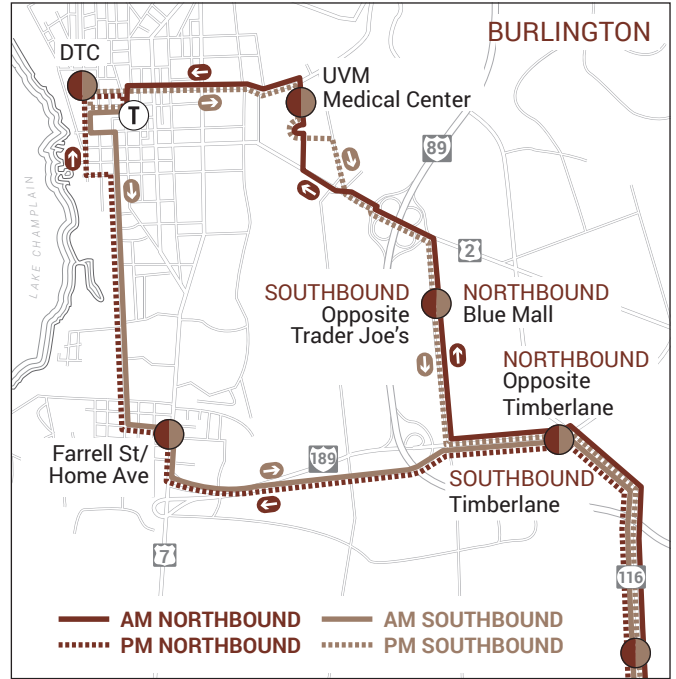 BURLINGTON
DTC
UVM
Medical Center
T
89
LAKE CHAMPLAIN
2
SOUTHBOUND
Opposite
Trader Joe's
NORTHBOUND
Blue Mall
NORTHBOUND
Opposite
Timberlane
Farrell St/
Home Ave
189
SOUTHBOUND
Timberlane
7
116
AM NORTHBOUND
AM SOUTHBOUND
PM NORTHBOUND
PM SOUTHBOUND